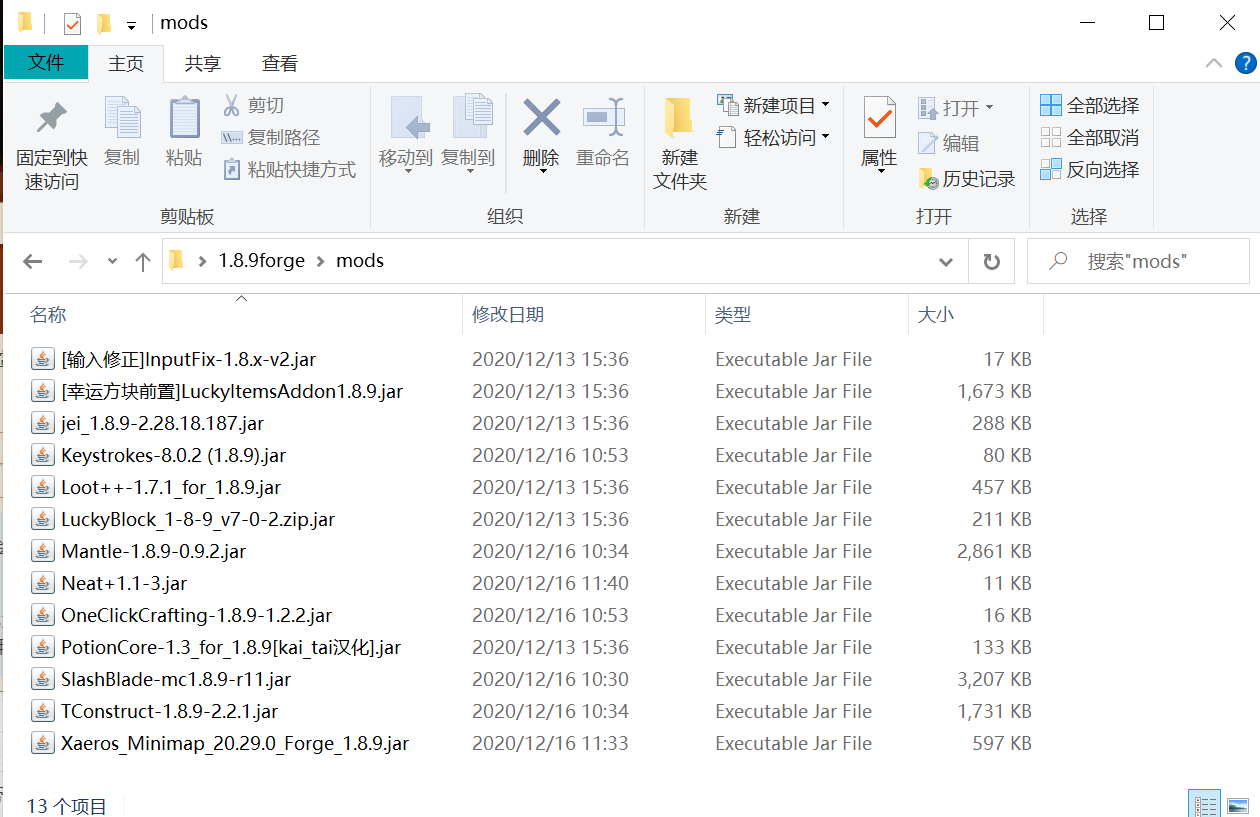 mods
文件 主页 共享 查看
固定到快速访问
复制
粘贴
剪切
复制路径
粘贴快捷方式
剪贴板
移动到 复制到 删除 重命名
组织
新建文件夹
新建项目
轻松访问
新建
属性
打开
编辑
历史记录
打开
全部选择
全部取消
反向选择
选择
1.8.9forge mods
搜索"mods"
名称 修改日期 类型 大小
[输入修正]InputFix-1.8.x-v2.jar 2020/12/13 15:36 Executable Jar File 17 KB
[幸运方块前置]LuckyItemsAddon1.8.9.jar 2020/12/13 15:36 Executable Jar File 1,673 KB
jei_1.8.9-2.28.18.187.jar 2020/12/13 15:36 Executable Jar File 288 KB
Keystrokes-8.0.2 (1.8.9).jar 2020/12/16 10:53 Executable Jar File 80 KB
Loot++-1.7.1_for_1.8.9.jar 2020/12/13 15:36 Executable Jar File 457 KB
LuckyBlock_1-8-9_v7-0-2.zip.jar 2020/12/13 15:36 Executable Jar File 211 KB
Mantle-1.8.9-0.9.2.jar 2020/12/16 10:34 Executable Jar File 2,861 KB
Neat+1.1-3.jar 2020/12/16 11:40 Executable Jar File 11 KB
OneClickCrafting-1.8.9-1.2.2.jar 2020/12/16 10:53 Executable Jar File 16 KB
PotionCore-1.3_for_1.8.9[kai_tai汉化].jar 2020/12/13 15:36 Executable Jar File 133 KB
SlashBlade-mc1.8.9-r11.jar 2020/12/16 10:30 Executable Jar File 3,207 KB
TConstruct-1.8.9-2.2.1.jar 2020/12/16 10:34 Executable Jar File 1,731 KB
Xaeros_Minimap_20.29.0_Forge_1.8.9.jar 2020/12/16 11:33 Executable Jar File 597 KB
13 个项目